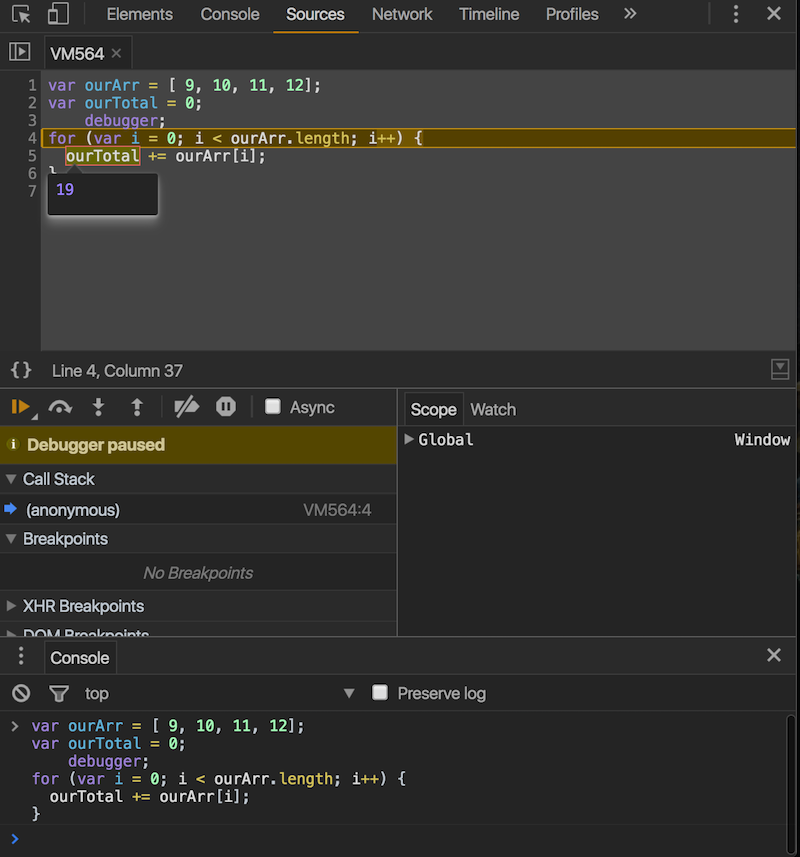 Elements Console Sources Network Timeline Profiles »
VM564 ×
1 var ourArr = [ 9, 10, 11, 12];
2 var ourTotal = 0;
3 debugger;
4 for (var i = 0; i < ourArr.length; i++) {
5 ourTotal += ourArr[i];
6 }
7
19
{} Line 4, Column 37
Async
Debugger paused
Call Stack
(anonymous) VM564:4
Breakpoints
No Breakpoints
XHR Breakpoints
DOM Breakpoints
Scope Watch
Global Window
Console
top Preserve log
> var ourArr = [ 9, 10, 11, 12];
var ourTotal = 0;
debugger;
for (var i = 0; i < ourArr.length; i++) {
ourTotal += ourArr[i];
}
>